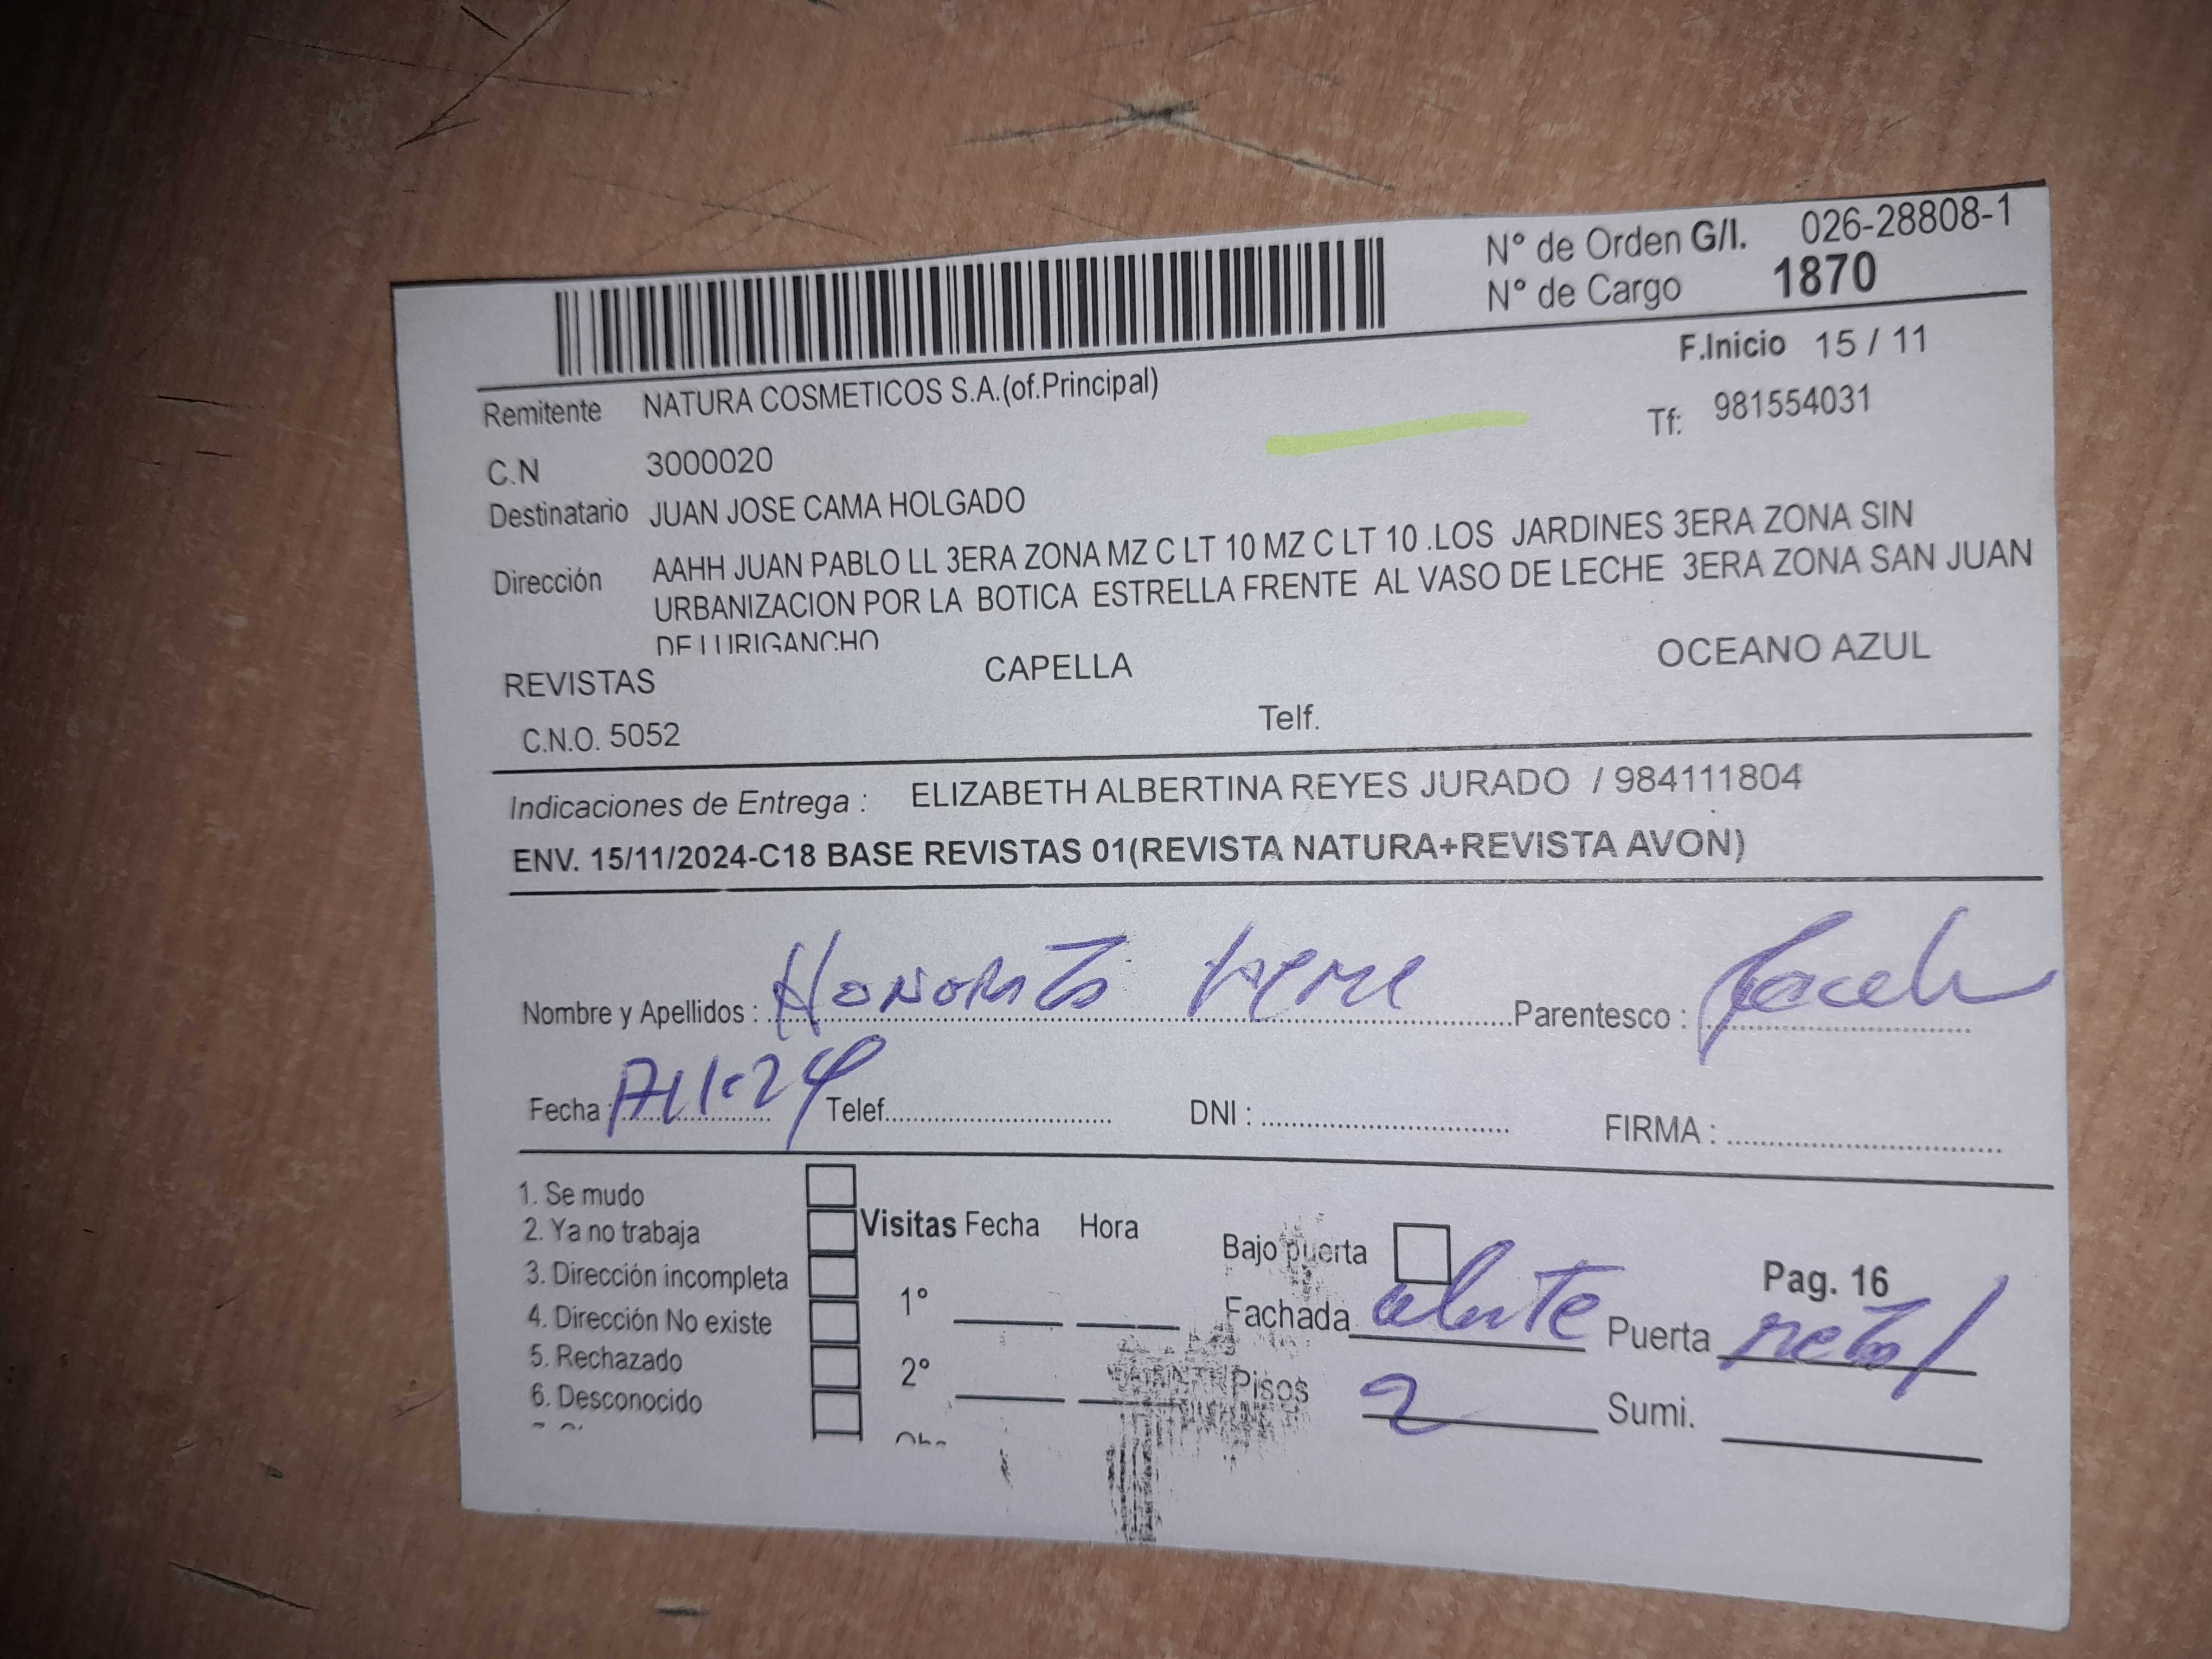 N° de Orden G/I. 026-28808-1
N° de Cargo 1870
F.Inicio 15 / 11
Remitente NATURA COSMETICOS S.A.(of.Principal)
Tf: 981554031
C.N 3000020
Destinatario JUAN JOSE CAMA HOLGADO
Dirección AAHH JUAN PABLO LL 3ERA ZONA MZ C LT 10 MZ C LT 10 .LOS JARDINES 3ERA ZONA SIN
URBANIZACION POR LA BOTICA ESTRELLA FRENTE AL VASO DE LECHE 3ERA ZONA SAN JUAN
DE LURIGANCHO
REVISTAS CAPELLA OCEANO AZUL
C.N.O. 5052 Telf.
Indicaciones de Entrega : ELIZABETH ALBERTINA REYES JURADO / 984111804
ENV. 15/11/2024-C18 BASE REVISTAS 01(REVISTA NATURA+REVISTA AVON)
Nombre y Apellidos : Parentesco :
Fecha : Telef. DNI : FIRMA :
1. Se mudo
2. Ya no trabaja
3. Dirección incompleta
4. Dirección No existe
5. Rechazado
6. Desconocido
Visitas Fecha Hora
1°
2°
Bajo puerta
Pag. 16
Fachada Puerta
Pisos 2 Sumi.